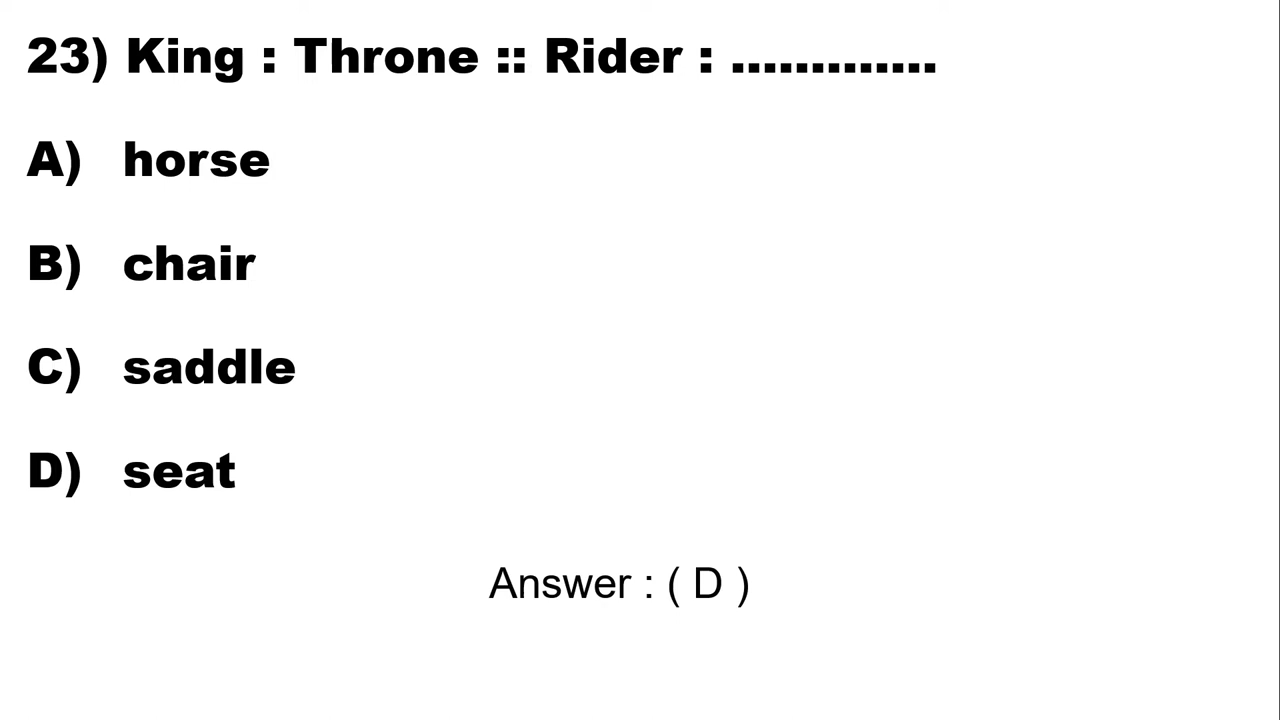 23) King : Throne :: Rider : .............
A) horse
B) chair
C) saddle
D) seat
Answer : ( D )